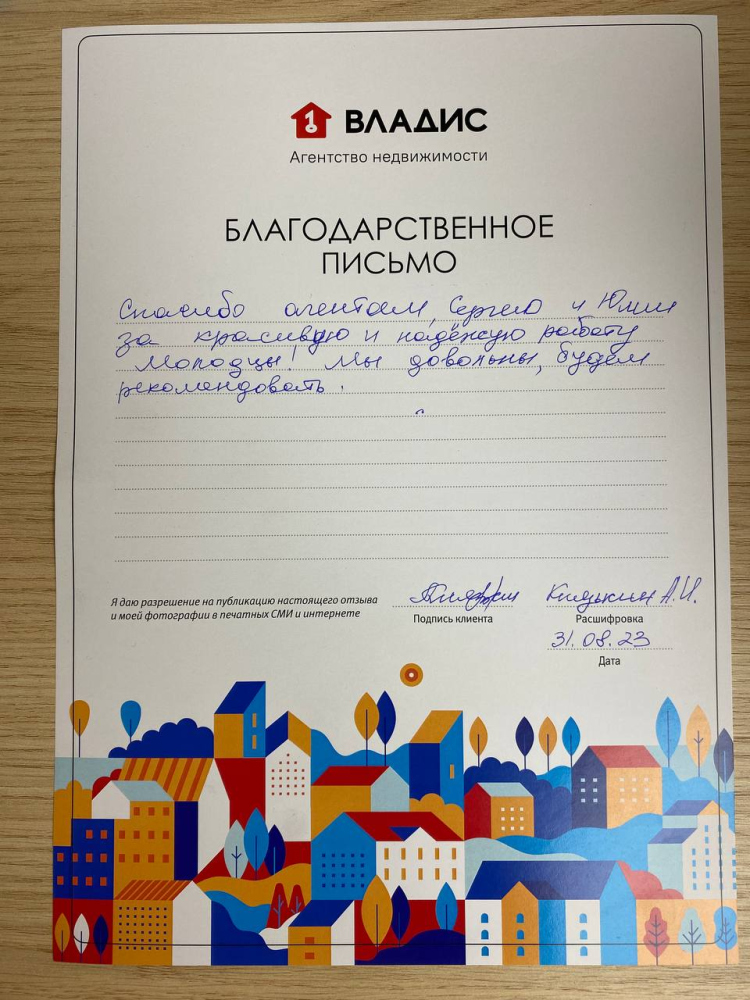 ВЛАДИС
Агентство недвижимости
БЛАГОДАРСТВЕННОЕ
ПИСЬМО
Спасибо агентам, Сергею и Юлии
за красивую и надёжную работу
Молодцы! Мы довольны, будем
рекомендовать.
Я даю разрешение на публикацию настоящего отзыва
и моей фотографии в печатных СМИ и интернете
Подпись клиента
А.И.
Расшифровка
31.08.23
Дата